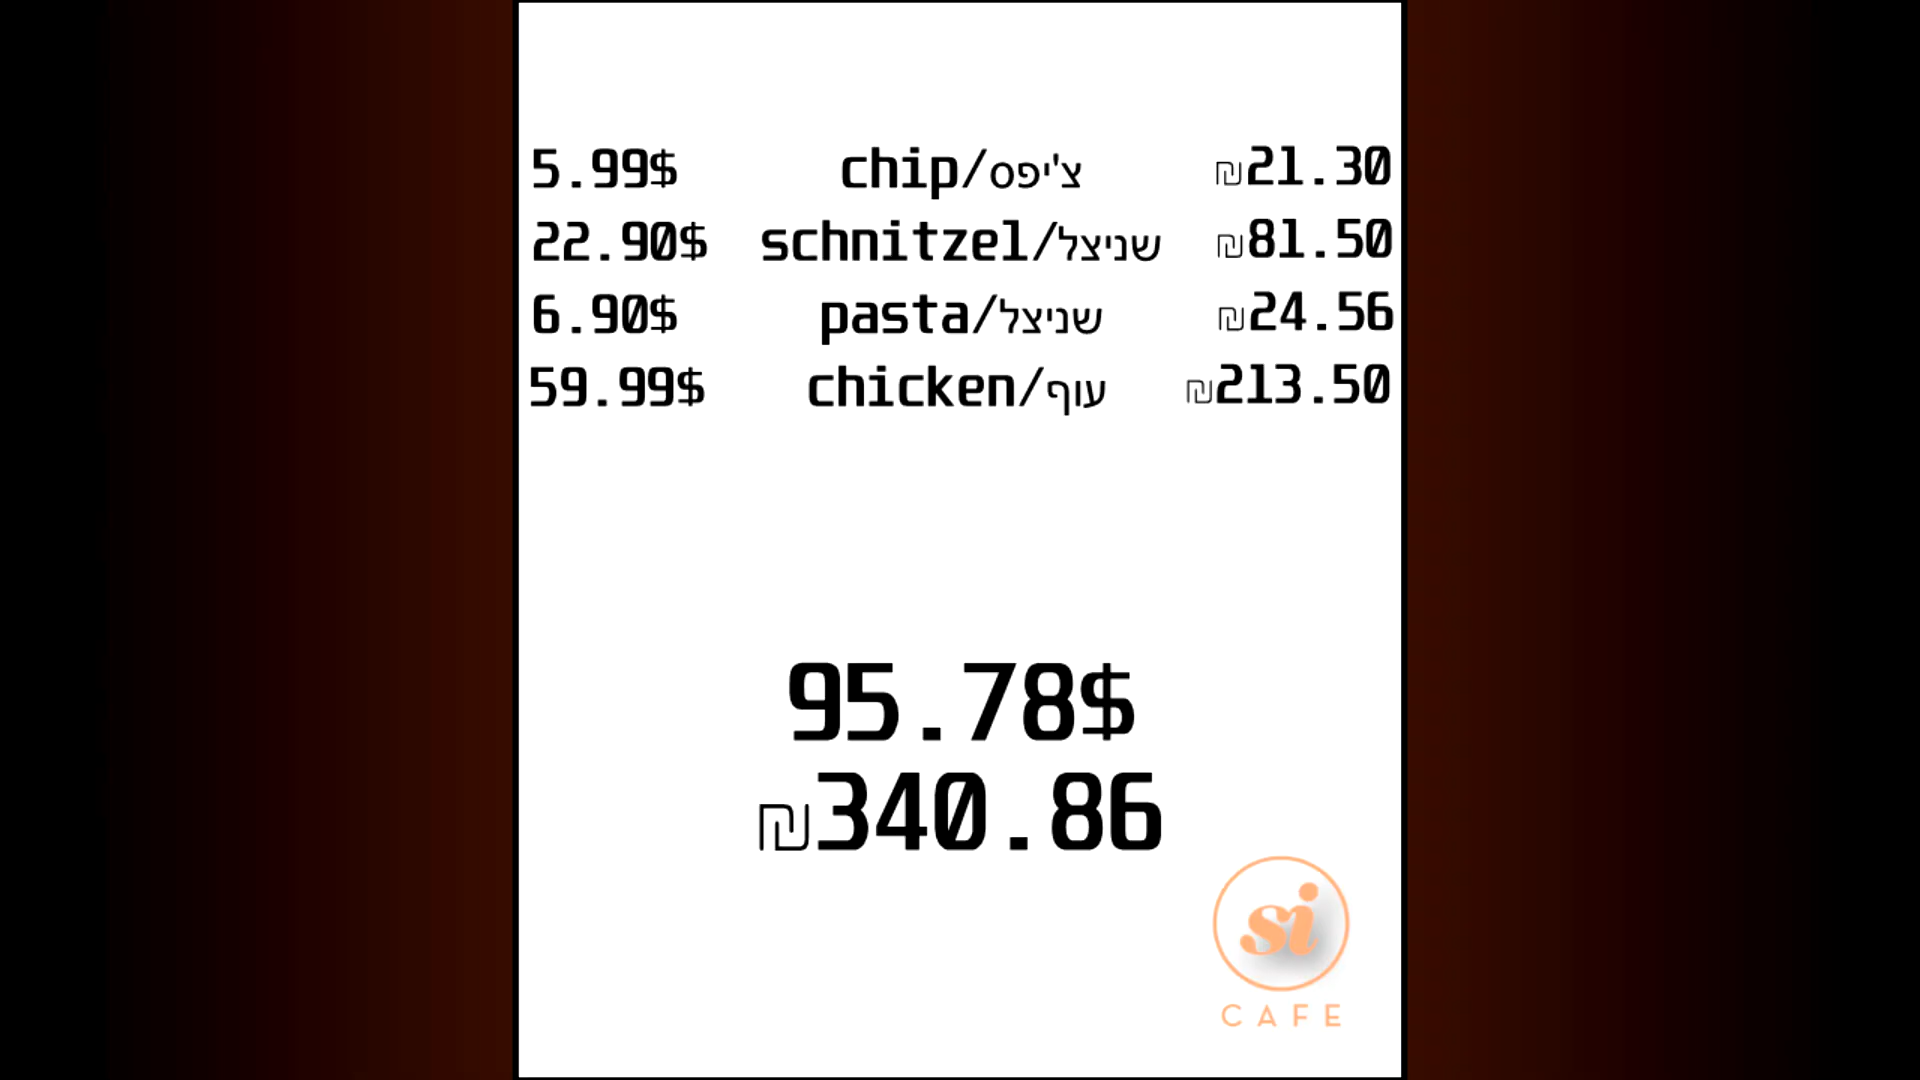 5.99$ chip/צ'יפס ₪21.30
22.90$ schnitzel/שניצל ₪81.50
6.90$ pasta/שניצל ₪24.56
59.99$ chicken/עוף ₪213.50
95.78$
₪340.86
si
CAFE